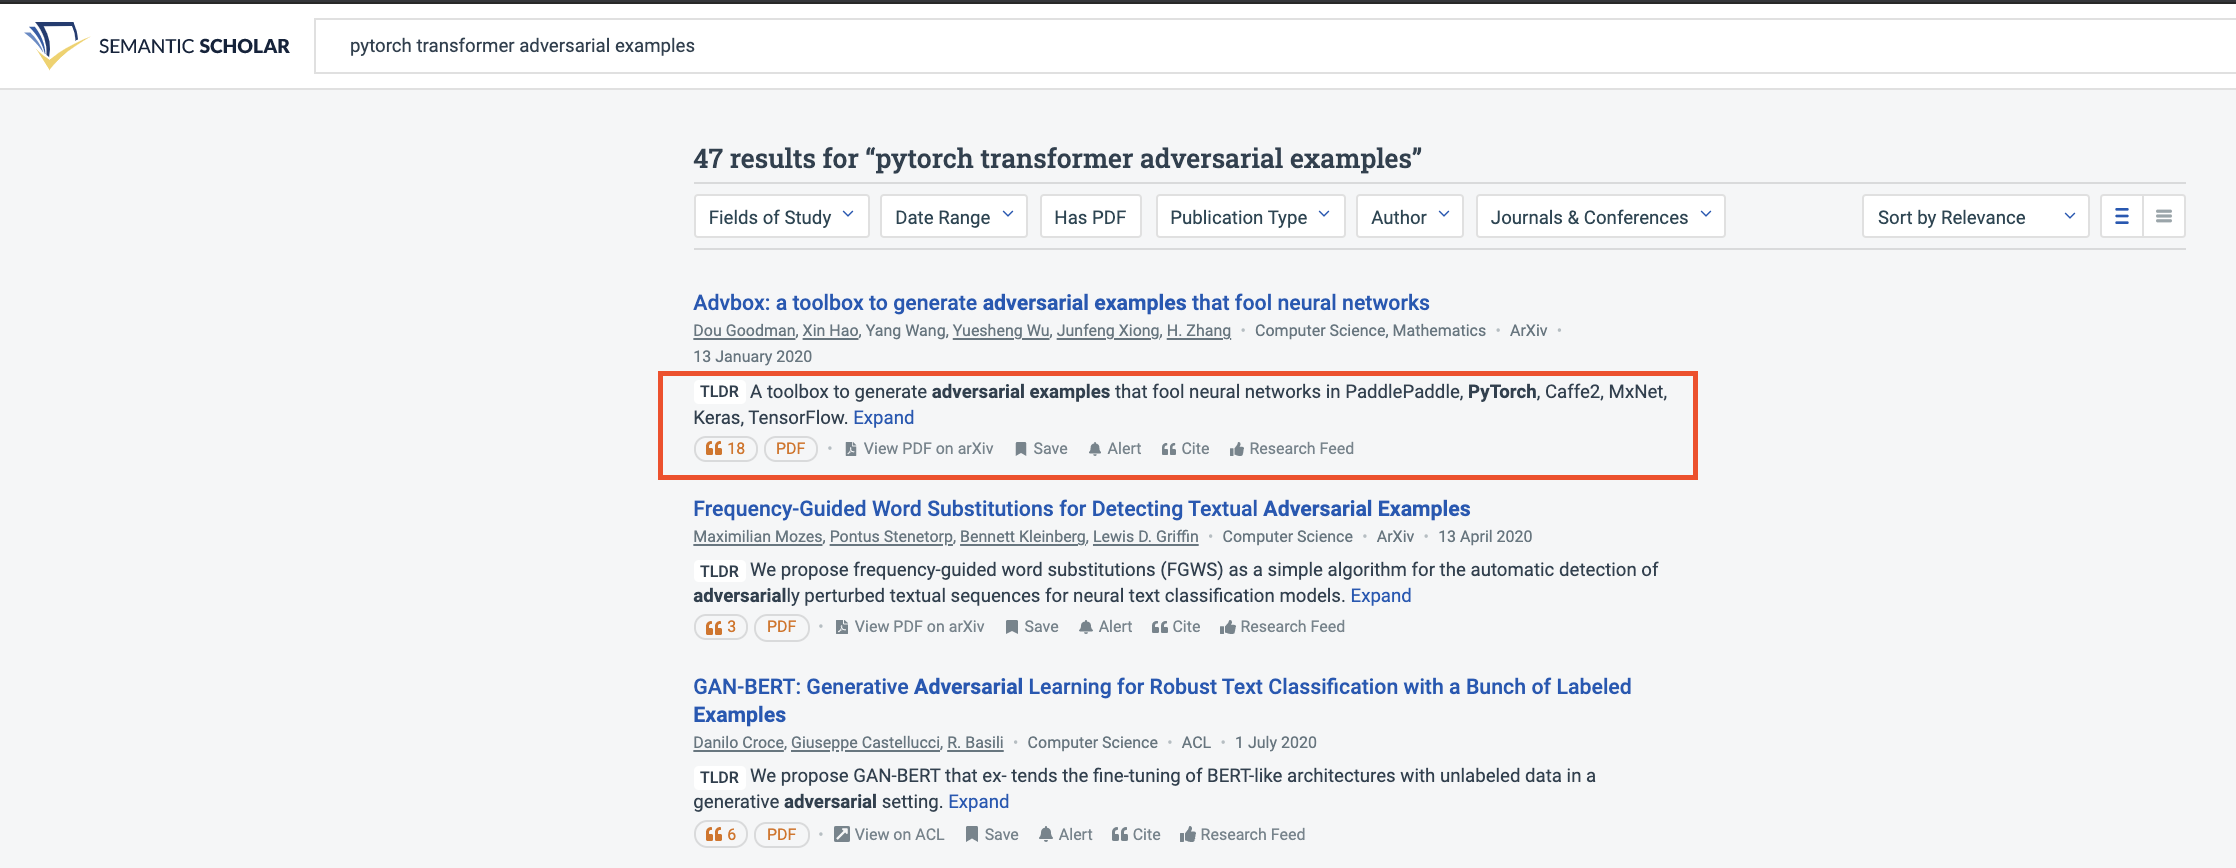 SEMANTIC SCHOLAR
pytorch transformer adversarial examples
47 results for “pytorch transformer adversarial examples”
Fields of Study Date Range Has PDF Publication Type Author Journals & Conferences Sort by Relevance
Advbox: a toolbox to generate adversarial examples that fool neural networks
Dou Goodman, Xin Hao, Yang Wang, Yuesheng Wu, Junfeng Xiong, H. Zhang • Computer Science, Mathematics • ArXiv •
13 January 2020
TLDR A toolbox to generate adversarial examples that fool neural networks in PaddlePaddle, PyTorch, Caffe2, MxNet,
Keras, TensorFlow. Expand
18 PDF • View PDF on arXiv Save Alert Cite Research Feed
Frequency-Guided Word Substitutions for Detecting Textual Adversarial Examples
Maximilian Mozes, Pontus Stenetorp, Bennett Kleinberg, Lewis D. Griffin • Computer Science • ArXiv • 13 April 2020
TLDR We propose frequency-guided word substitutions (FGWS) as a simple algorithm for the automatic detection of
adversarially perturbed textual sequences for neural text classification models. Expand
3 PDF • View PDF on arXiv Save Alert Cite Research Feed
GAN-BERT: Generative Adversarial Learning for Robust Text Classification with a Bunch of Labeled
Examples
Danilo Croce, Giuseppe Castellucci, R. Basili • Computer Science • ACL • 1 July 2020
TLDR We propose GAN-BERT that ex- tends the fine-tuning of BERT-like architectures with unlabeled data in a
generative adversarial setting. Expand
6 PDF • View on ACL Save Alert Cite Research Feed